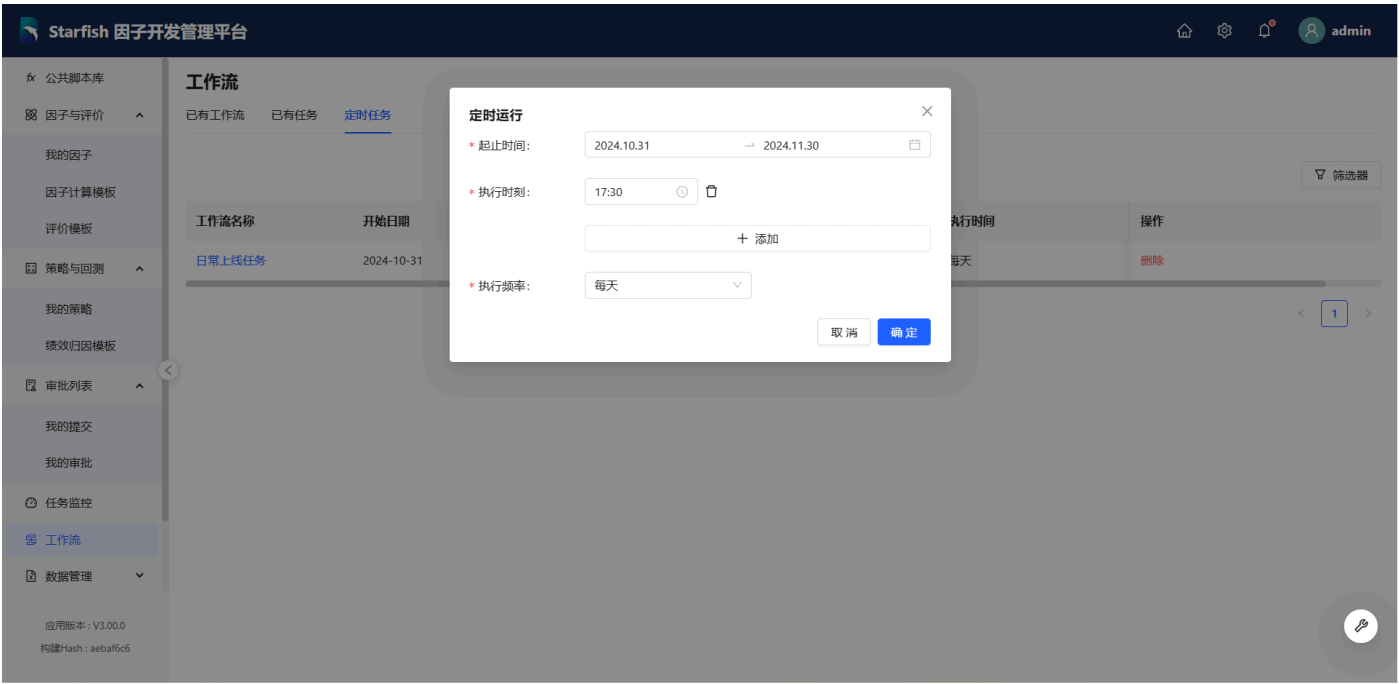 Starfish 因子开发管理平台
admin
fx 公共脚本库
因子与评价
我的因子
因子计算模板
评价模板
策略与回测
我的策略
绩效归因模板
审批列表
我的提交
我的审批
任务监控
工作流
数据管理
应用版本 : V3.00.0
构建Hash : aebaf6c6
工作流
已有工作流 已有任务 定时任务
筛选器
工作流名称 开始日期 执行时间 操作
日常上线任务 2024-10-31 每天 删除
< 1 >
定时运行
* 起止时间: 2024.10.31 → 2024.11.30
* 执行时刻: 17:30
+ 添加
* 执行频率: 每天
取 消 确 定